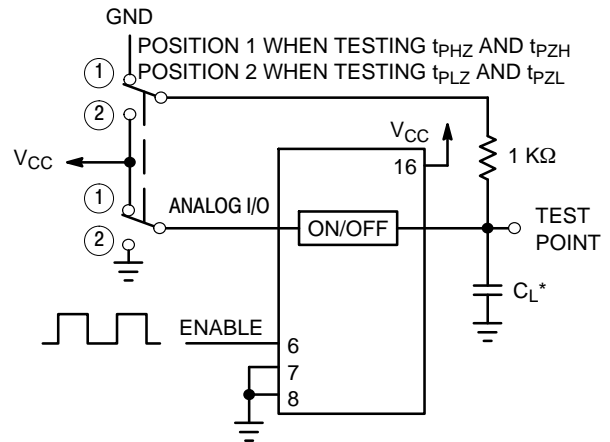 GND
POSITION 1 WHEN TESTING tPHZ AND tPZH
① POSITION 2 WHEN TESTING tPLZ AND tPZL
②
VCC
VCC
16
1 KΩ
①
ANALOG I/O
ON/OFF
TEST
POINT
②
CL*
ENABLE
6
7
8